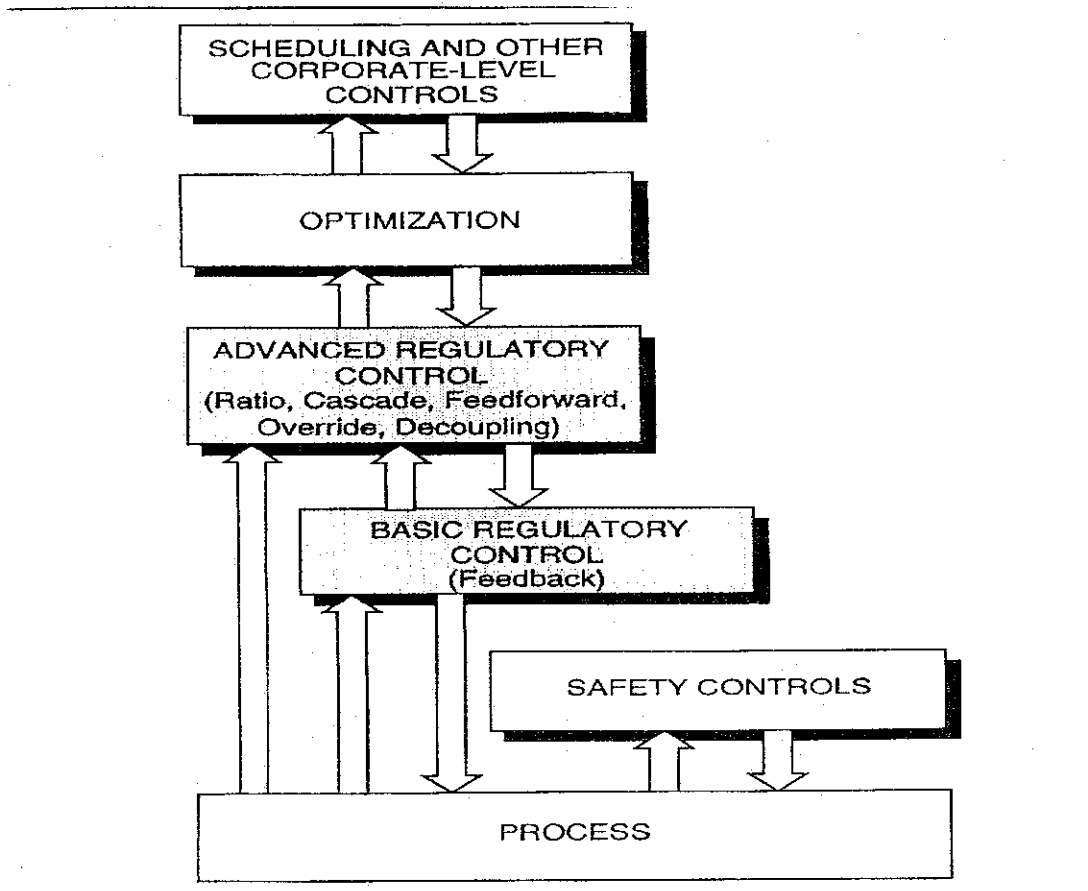 SCHEDULING AND OTHER
CORPORATE-LEVEL
CONTROLS
OPTIMIZATION
ADVANCED REGULATORY
CONTROL
(Ratio, Cascade, Feedforward,
Override, Decoupling)
BASIC REGULATORY
CONTROL
(Feedback)
SAFETY CONTROLS
PROCESS